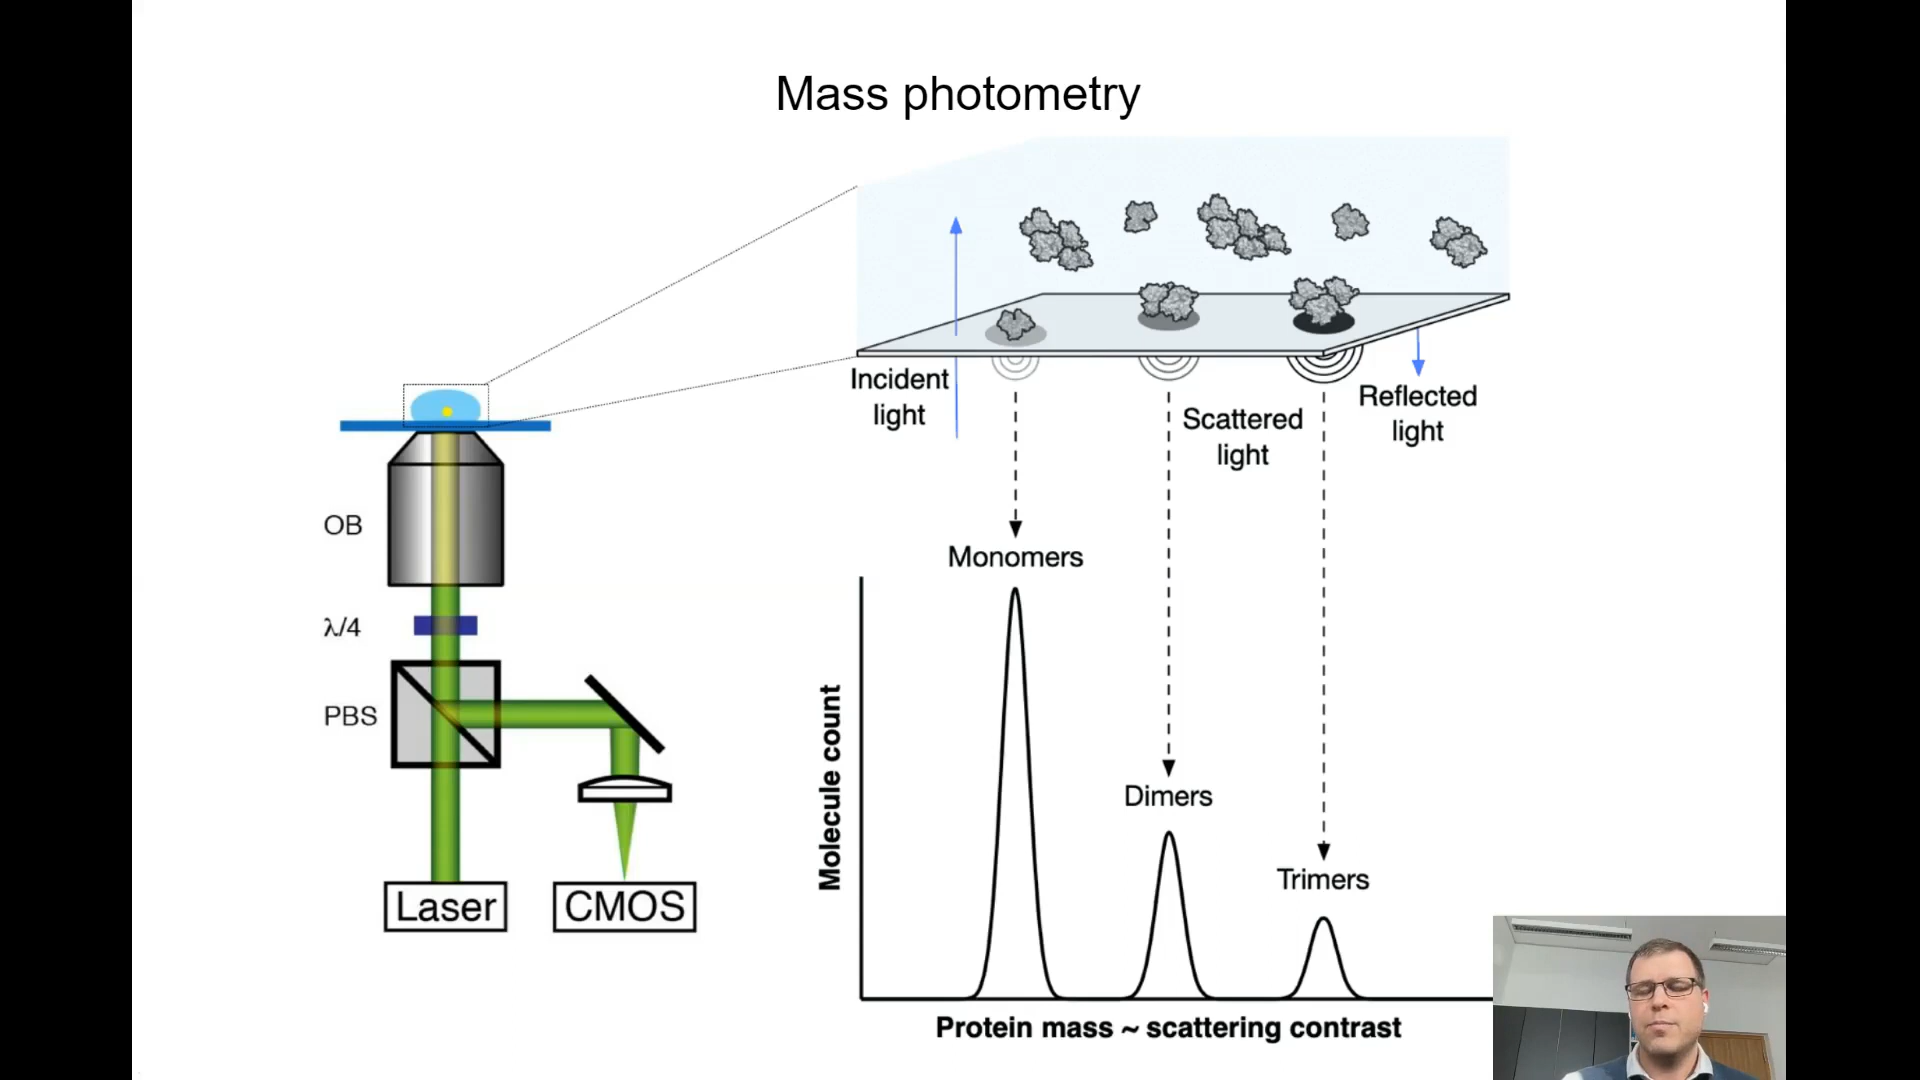 Mass photometry
Incident
light
Scattered
light
Reflected
light
OB
λ/4
PBS
Laser
CMOS
Monomers
Dimers
Trimers
Molecule count
Protein mass ~ scattering contrast